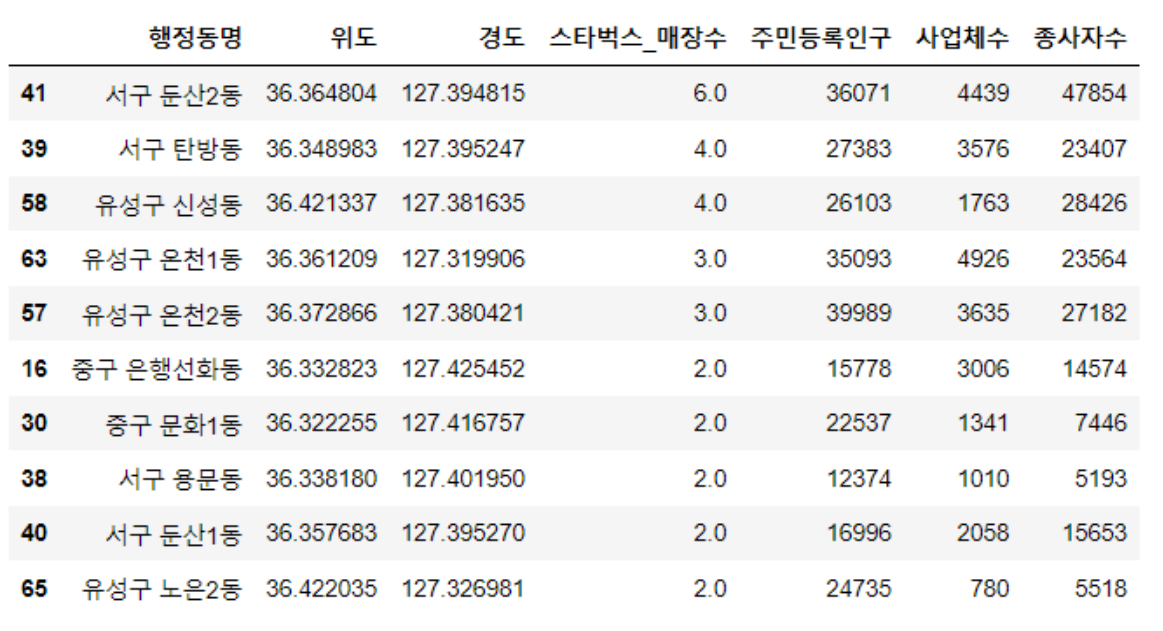 행정동명 위도 경도 스타벅스_매장수 주민등록인구 사업체수 종사자수
41 서구 둔산2동 36.364804 127.394815 6.0 36071 4439 47854
39 서구 탄방동 36.348983 127.395247 4.0 27383 3576 23407
58 유성구 신성동 36.421337 127.381635 4.0 26103 1763 28426
63 유성구 온천1동 36.361209 127.319906 3.0 35093 4926 23564
57 유성구 온천2동 36.372866 127.380421 3.0 39989 3635 27182
16 중구 은행선화동 36.332823 127.425452 2.0 15778 3006 14574
30 중구 문화1동 36.322255 127.416757 2.0 22537 1341 7446
38 서구 용문동 36.338180 127.401950 2.0 12374 1010 5193
40 서구 둔산1동 36.357683 127.395270 2.0 16996 2058 15653
65 유성구 노은2동 36.422035 127.326981 2.0 24735 780 5518